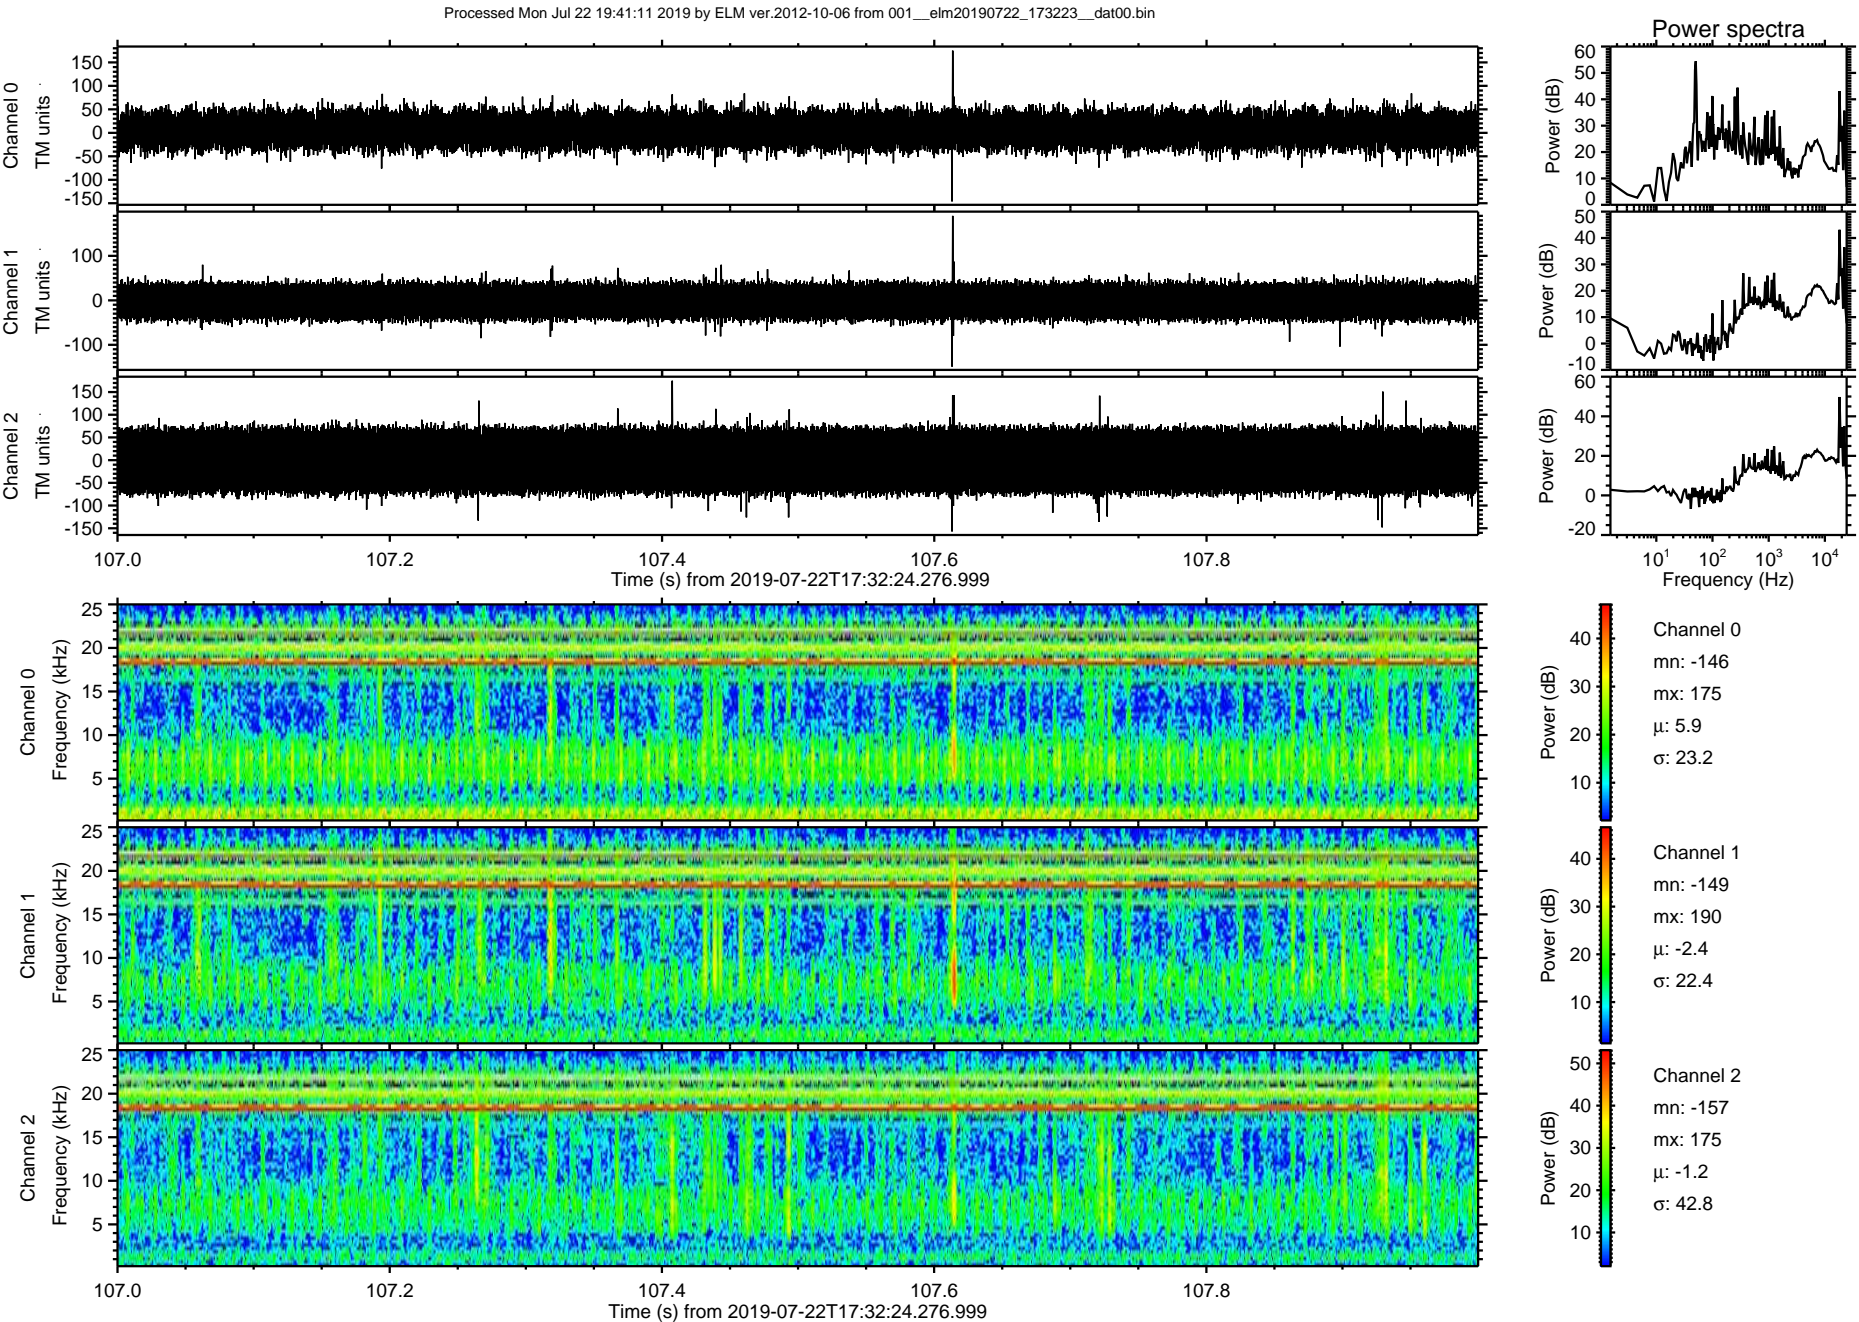 Processed Mon Jul 22 19:41:11 2019 by ELM ver.2012-10-06 from 001__elm20190722_173223__dat00.bin
Power spectra
Channel 0
TM units
150
100
50
0
-50
-100
-150
Power (dB)
60
50
40
30
20
10
0
Channel 1
TM units
100
0
-100
Power (dB)
50
40
30
20
10
0
-10
Channel 2
TM units
150
100
50
0
-50
-100
-150
Power (dB)
60
40
20
0
-20
107.0 107.2 107.4 107.6 107.8
Time (s) from 2019-07-22T17:32:24.276.999
10¹ 10² 10³ 10⁴
Frequency (Hz)
Channel 0
Frequency (kHz)
25
20
15
10
5
Power (dB)
40
30
20
10
Channel 0
mn: -146
mx: 175
μ: 5.9
σ: 23.2
Channel 1
Frequency (kHz)
25
20
15
10
5
Power (dB)
40
30
20
10
Channel 1
mn: -149
mx: 190
μ: -2.4
σ: 22.4
Channel 2
Frequency (kHz)
25
20
15
10
5
Power (dB)
50
40
30
20
10
Channel 2
mn: -157
mx: 175
μ: -1.2
σ: 42.8
107.0 107.2 107.4 107.6 107.8
Time (s) from 2019-07-22T17:32:24.276.999